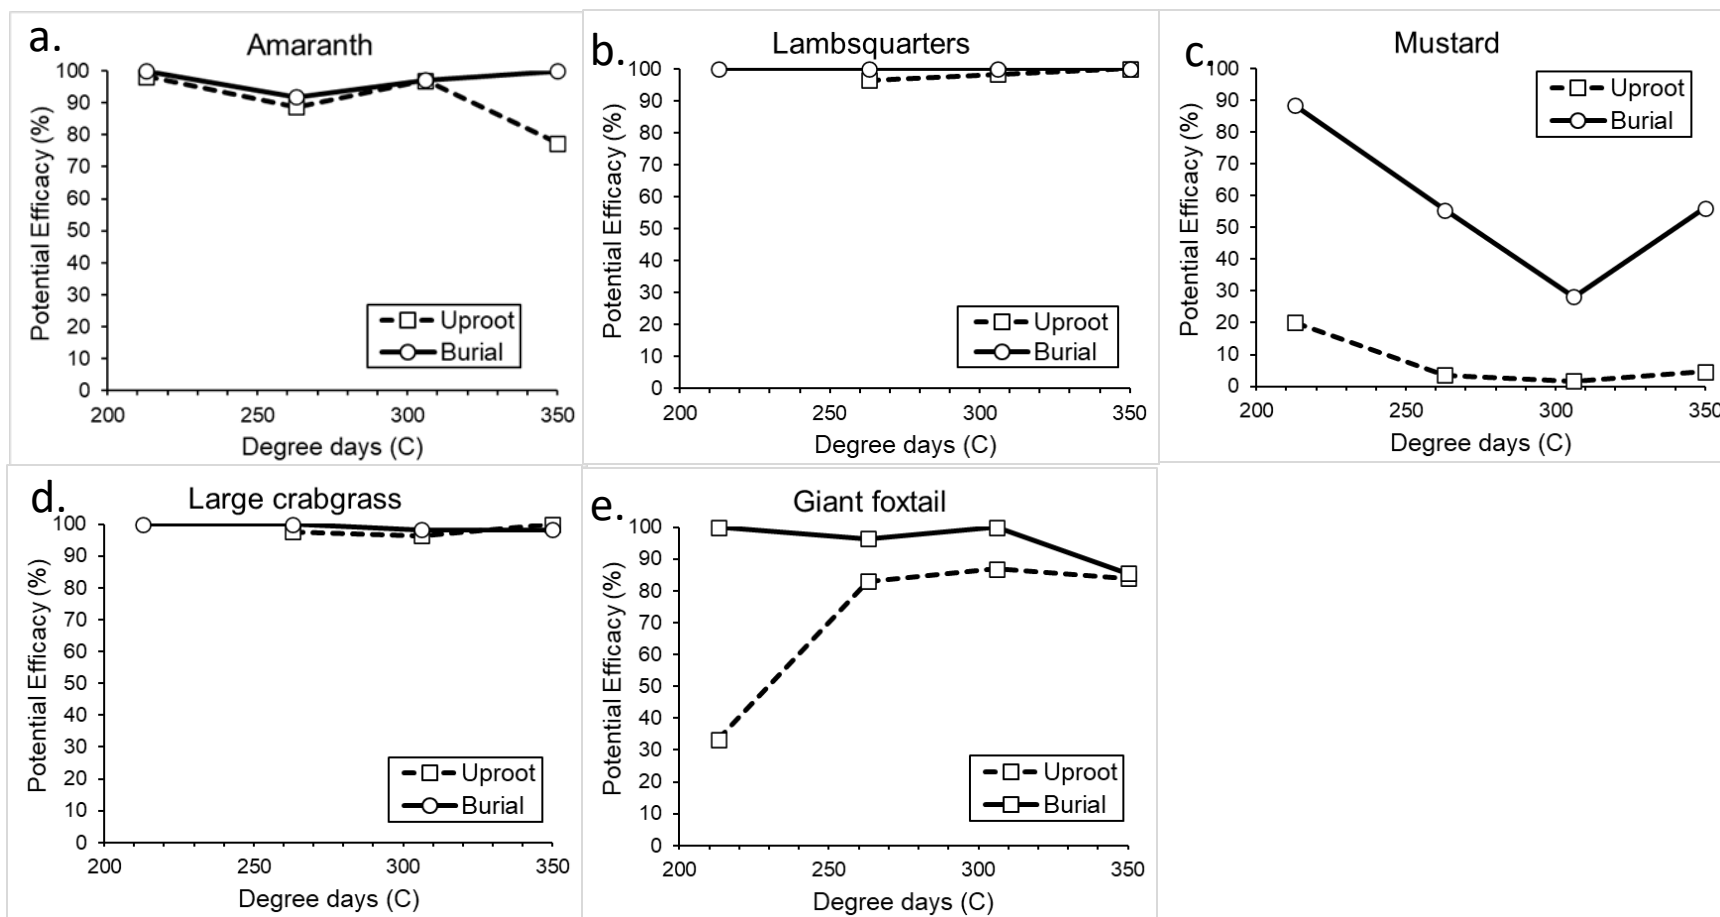 a.
Amaranth
100
90
80
70
60
50
40
30
20
10
0
Potential Efficacy (%)
Uproot
Burial
200 250 300 350
Degree days (C)
b.
Lambsquarters
100
90
80
70
60
50
40
30
20
10
0
Potential Efficacy (%)
Uproot
Burial
200 250 300 350
Degree days (C)
c.
Mustard
100
90
80
70
60
50
40
30
20
10
0
Potential Efficacy (%)
Uproot
Burial
200 250 300 350
Degree days (C)
d.
Large crabgrass
100
90
80
70
60
50
40
30
20
10
0
Potential Efficacy (%)
Uproot
Burial
200 250 300 350
Degree days (C)
e.
Giant foxtail
100
90
80
70
60
50
40
30
20
10
0
Potential Efficacy (%)
Uproot
Burial
200 250 300 350
Degree days (C)